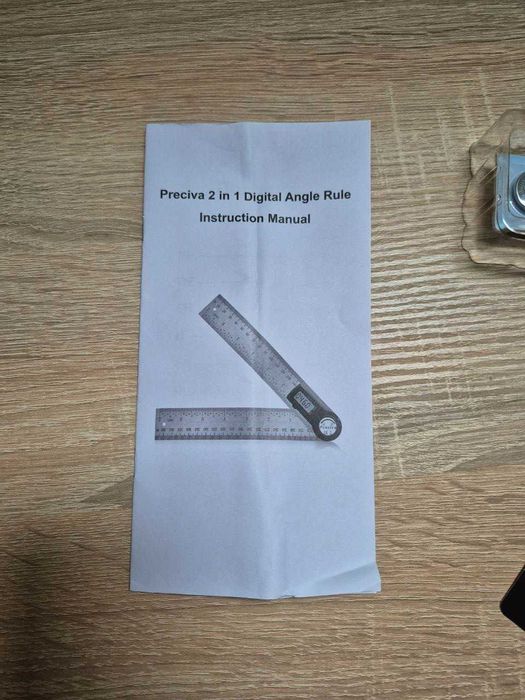 Preciva 2 in 1 Digital Angle Rule
Instruction Manual